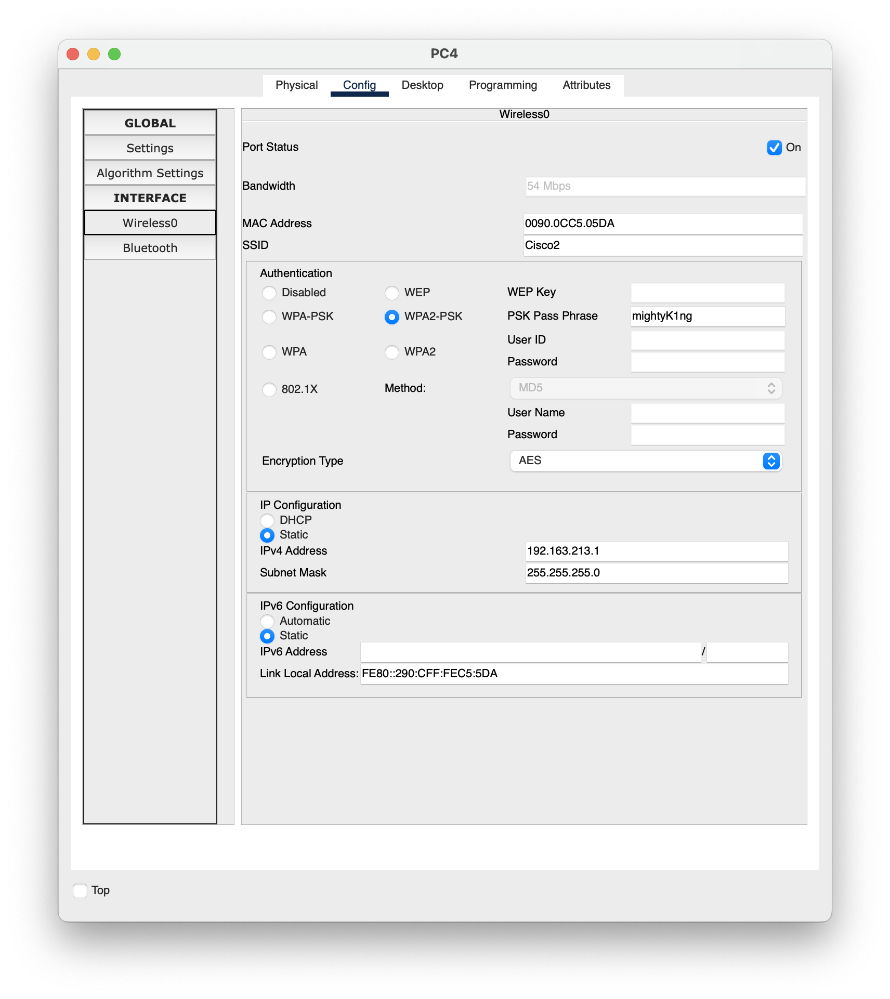 PC4
Physical Config Desktop Programming Attributes
GLOBAL
Settings
Algorithm Settings
INTERFACE
Wireless0
Bluetooth
Wireless0
Port Status On
Bandwidth 54 Mbps
MAC Address 0090.0CC5.05DA
SSID Cisco2
Authentication
Disabled WEP WEP Key
WPA-PSK WPA2-PSK PSK Pass Phrase mightyK1ng
User ID
WPA WPA2
Password
802.1X Method: MD5
User Name
Password
Encryption Type AES
IP Configuration
DHCP
Static
IPv4 Address 192.163.213.1
Subnet Mask 255.255.255.0
IPv6 Configuration
Automatic
Static
IPv6 Address /
Link Local Address: FE80::290:CFF:FEC5:5DA
Top